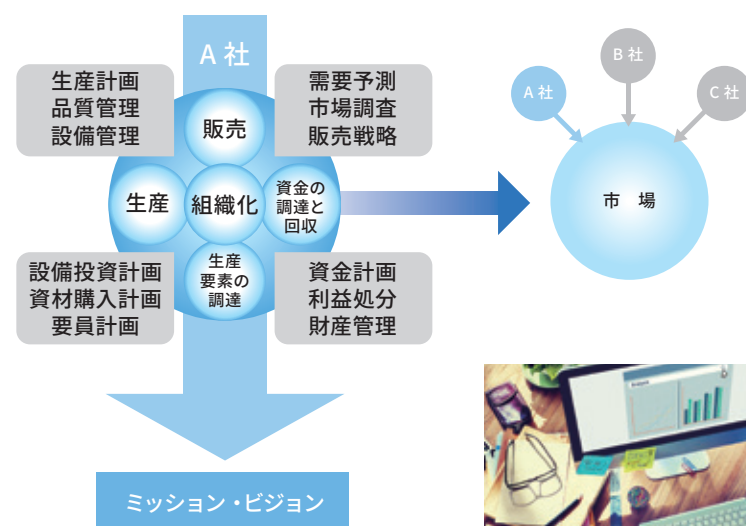 A 社
生産計画
品質管理
設備管理
需要予測
市場調査
販売戦略
販売
生産
組織化
資金の
調達と
回収
生産
要素の
調達
設備投資計画
資材購入計画
要員計画
資金計画
利益処分
財産管理
ミッション・ビジョン
A 社
B 社
C 社
市　場